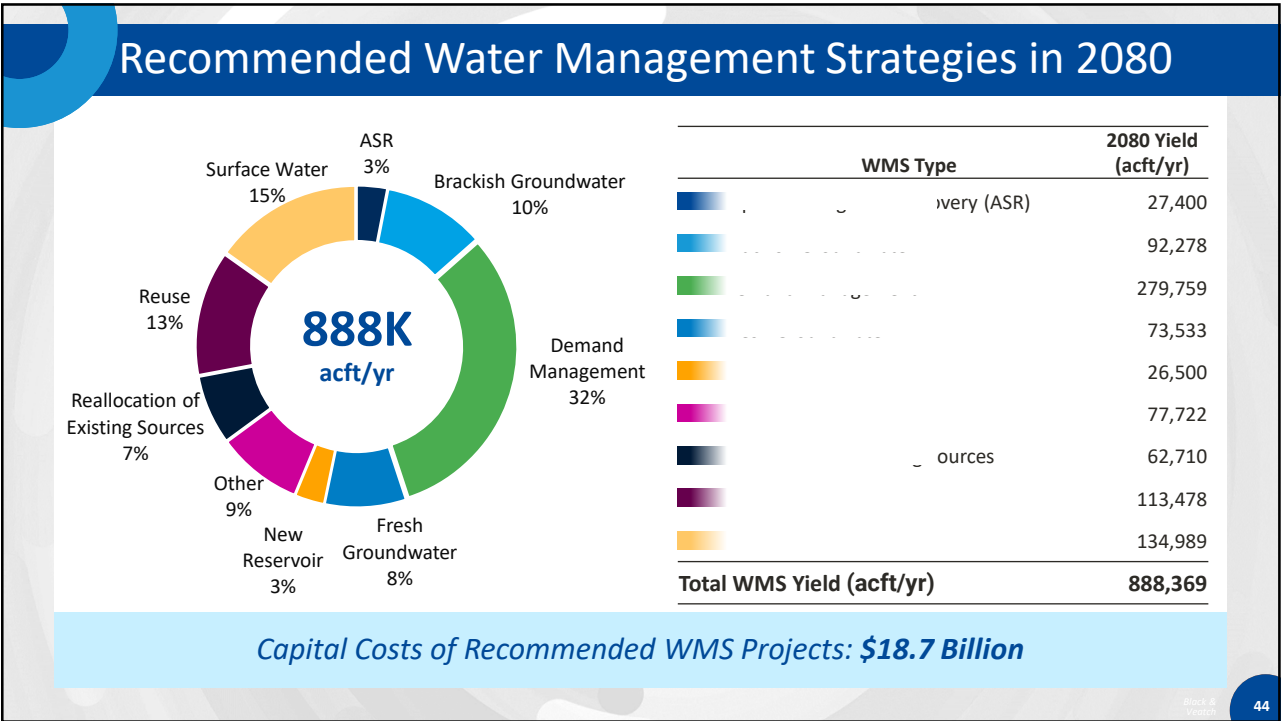 Recommended Water Management Strategies in 2080
ASR
3%
Surface Water
15%
Brackish Groundwater
10%
Reuse
13%
888K
acft/yr
Demand
Management
32%
Reallocation of
Existing Sources
7%
Other
9%
New
Reservoir
3%
Fresh
Groundwater
8%
WMS Type
2080 Yield
(acft/yr)
(ASR) 27,400
92,278
279,759
73,533
26,500
77,722
62,710
113,478
134,989
Total WMS Yield (acft/yr) 888,369
Capital Costs of Recommended WMS Projects: $18.7 Billion
Black &
Veatch
44